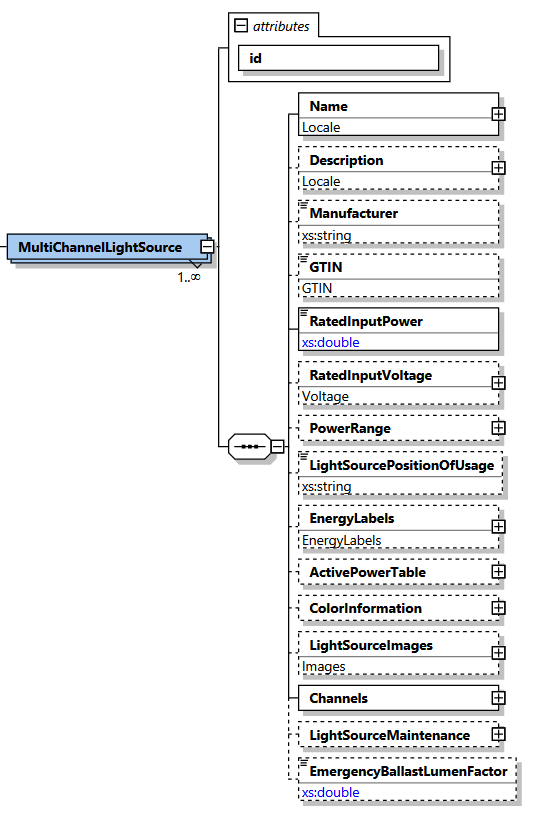 attributes
id
Name
Locale
Description
Locale
Manufacturer
xs:string
MultiChannelLightSource
1..∞
GTIN
GTIN
RatedInputPower
xs:double
RatedInputVoltage
Voltage
PowerRange
LightSourcePositionOfUsage
xs:string
EnergyLabels
EnergyLabels
ActivePowerTable
ColorInformation
LightSourceImages
Images
Channels
LightSourceMaintenance
EmergencyBallastLumenFactor
xs:double